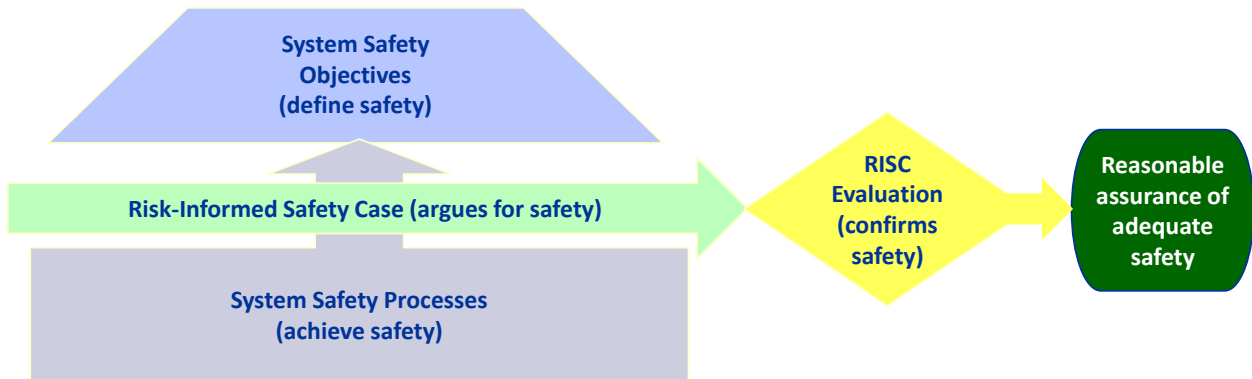 System Safety
Objectives
(define safety)
Risk-Informed Safety Case (argues for safety)
System Safety Processes
(achieve safety)
RISC
Evaluation
(confirms
safety)
Reasonable
assurance of
adequate
safety